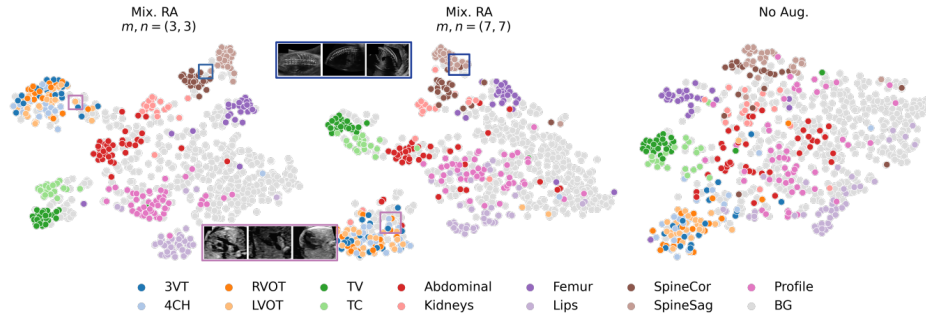 Mix. RA
m, n = (3, 3)
Mix. RA
m, n = (7, 7)
No Aug.
3VT RVOT TV Abdominal Femur SpineCor Profile
4CH LVOT TC Kidneys Lips SpineSag BG